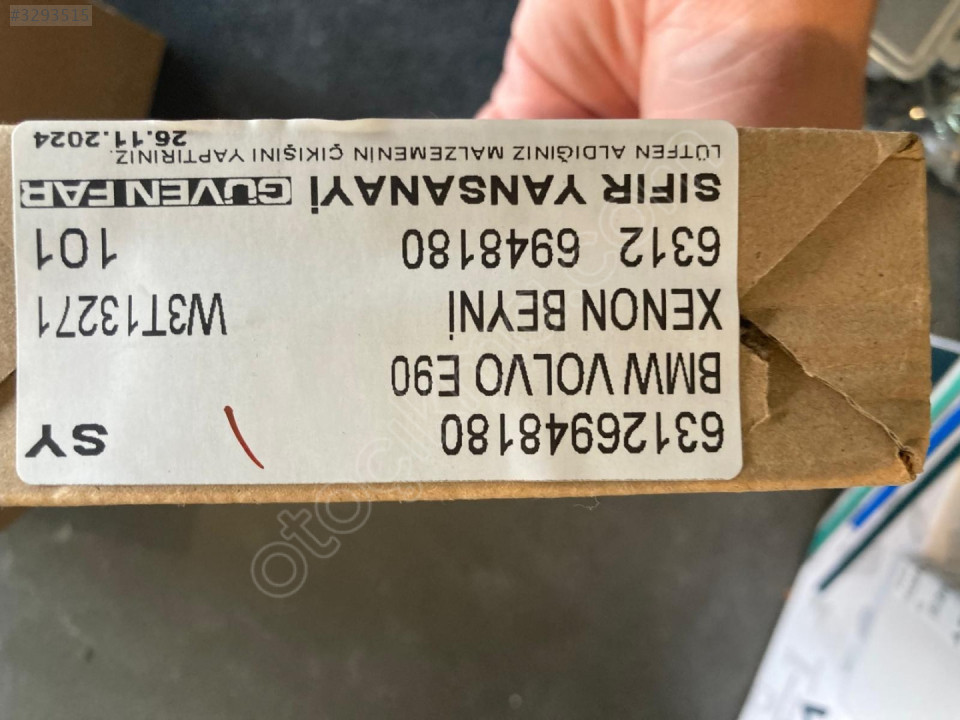 #3293515
63126948180 SY
BMW VOLVO E90
XENON BEYNİ W3T13271
6312 6948180 101
SIFIR YANSANAYİ GÜVEN FAR
LÜTFEN ALDIĞINIZ MALZEMENİN ÇIKIŞINI YAPTIRINIZ.
26.11.2024